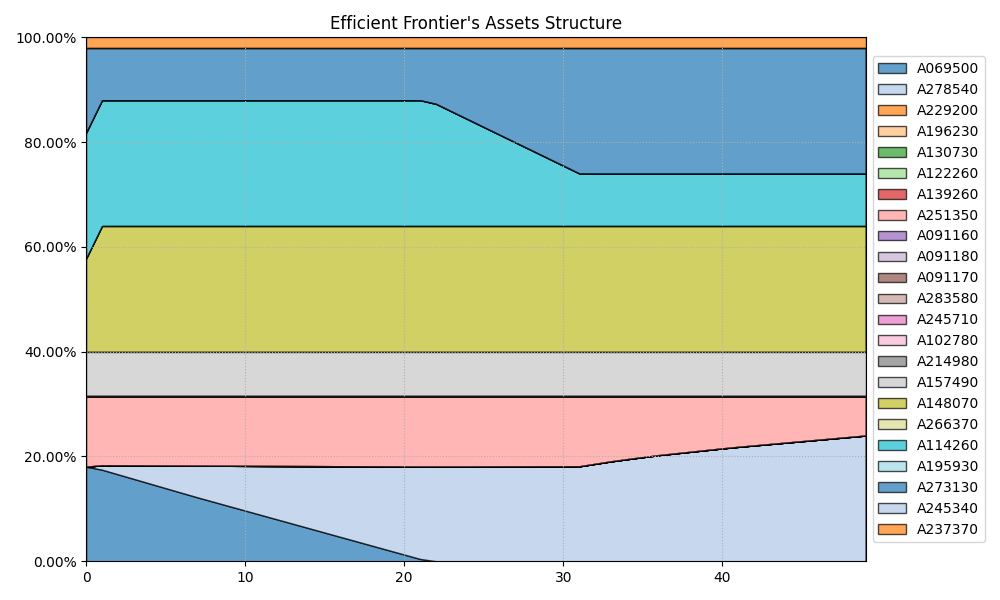 Efficient Frontier's Assets Structure
100.00%
80.00%
60.00%
40.00%
20.00%
0.00%
0
10
20
30
40
A069500
A278540
A229200
A196230
A130730
A122260
A139260
A251350
A091160
A091180
A091170
A283580
A245710
A102780
A214980
A157490
A148070
A266370
A114260
A195930
A273130
A245340
A237370